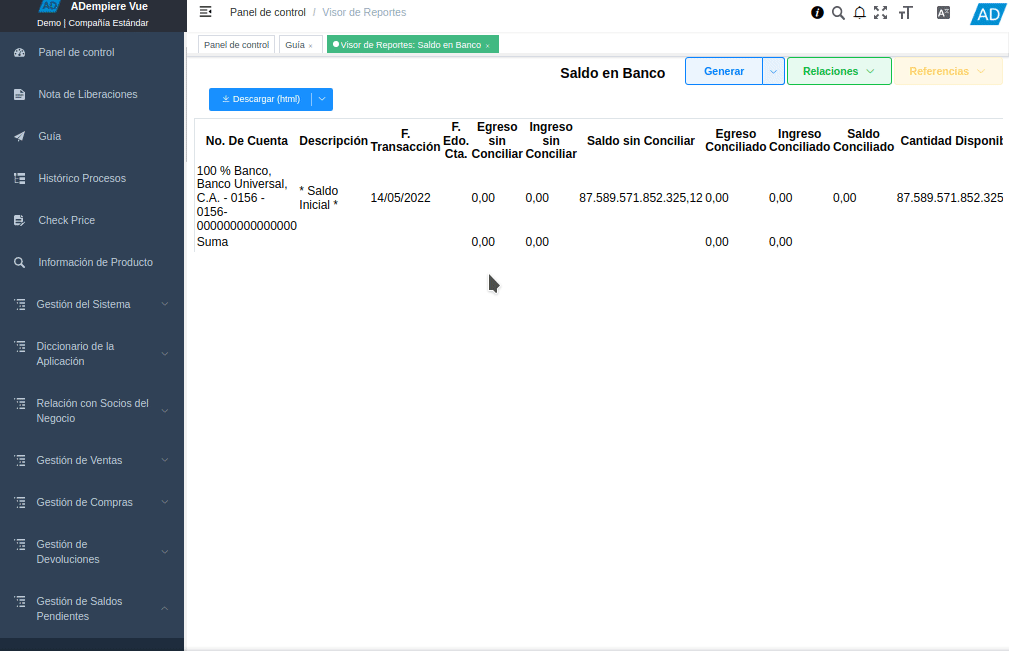 AD ADempiere Vue
Demo | Compañía Estándar
Panel de control
Nota de Liberaciones
Guía
Histórico Procesos
Check Price
Información de Producto
Gestión del Sistema
Diccionario de la
Aplicación
Relación con Socios del
Negocio
Gestión de Ventas
Gestión de Compras
Gestión de
Devoluciones
Gestión de Saldos
Pendientes
Panel de control / Visor de Reportes
AD
Panel de control
Guía ×
Visor de Reportes: Saldo en Banco ×
Saldo en Banco
Generar
Relaciones
Referencias
Descargar (html)
No. De Cuenta
Descripción
F.
Transacción
F.
Edo.
Cta.
Egreso
sin
Conciliar
Ingreso
sin
Conciliar
Saldo sin Conciliar
Egreso
Conciliado
Ingreso
Conciliado
Saldo
Conciliado
Cantidad Disponib
100 % Banco,
Banco Universal,
C.A. - 0156 -
0156-
000000000000000
* Saldo
Inicial *
14/05/2022
0,00
0,00
87.589.571.852.325,12
0,00
0,00
0,00
87.589.571.852.325
Suma
0,00
0,00
0,00
0,00